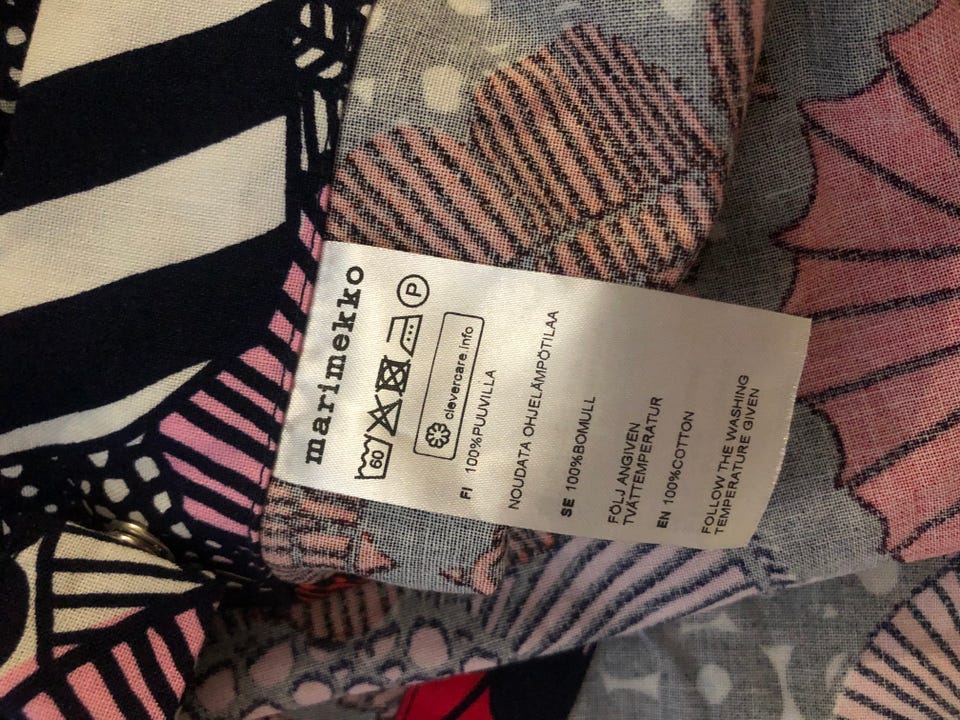 marimekko
60 P
clevercare.info
FI 100%PUUVILLA
NOUDATA OHJELÄMPÖTILAA
SE 100%BOMULL
FÖLJ ANGIVEN
TVÄTTEMPERATUR
EN 100%COTTON
FOLLOW THE WASHING
TEMPERATURE GIVEN